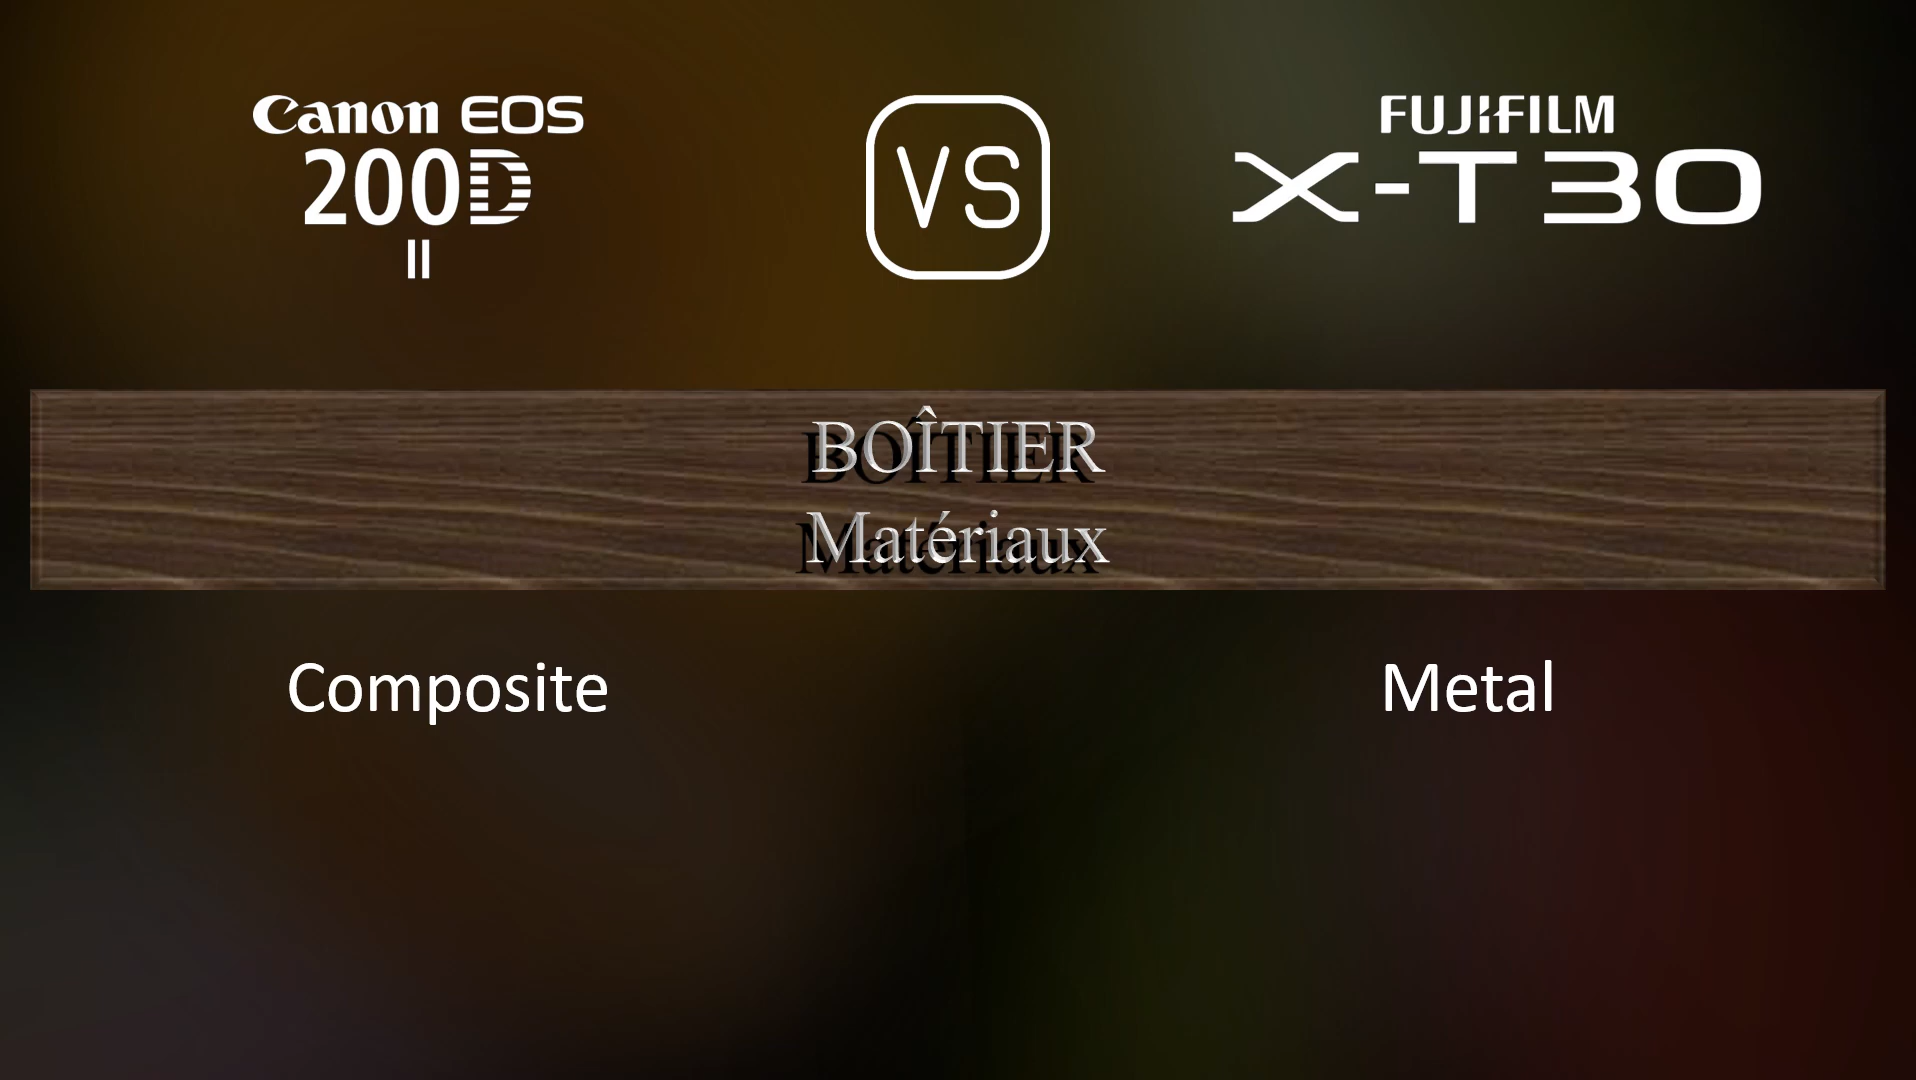 Canon EOS
200D
II
VS
FUJIFILM
X-T30
BOÎTIER
Matériaux
Composite
Metal